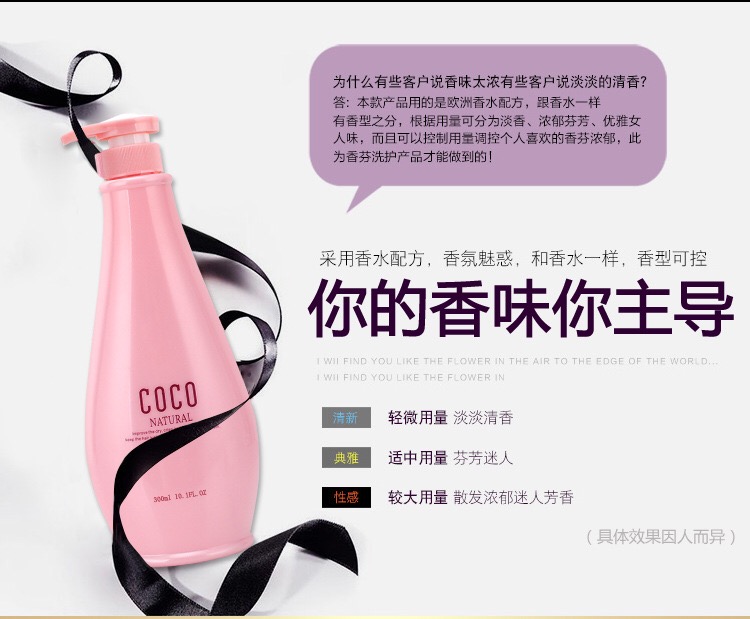 为什么有些客户说香味太浓有些客户说淡淡的清香?
答: 本款产品用的是欧洲香水配方，跟香水一样
有香型之分，根据用量可分为淡香、浓郁芬芳、优雅女
人味，而且可以控制用量调控个人喜欢的香芬浓郁，此
为香芬洗护产品才能做到的!
采用香水配方，香氛魅惑，和香水一样，香型可控
你的香味你主导
I WII FIND YOU LIKE THE FLOWER IN THE AIR TO THE EDGE OF THE WORLD...
I WII FIND YOU LIKE THE FLOWER IN
清新 轻微用量 淡淡清香
典雅 适中用量 芬芳迷人
性感 较大用量 散发浓郁迷人芳香
（具体效果因人而异）
COCO
NATURAL
300ml 10.1FL.OZ